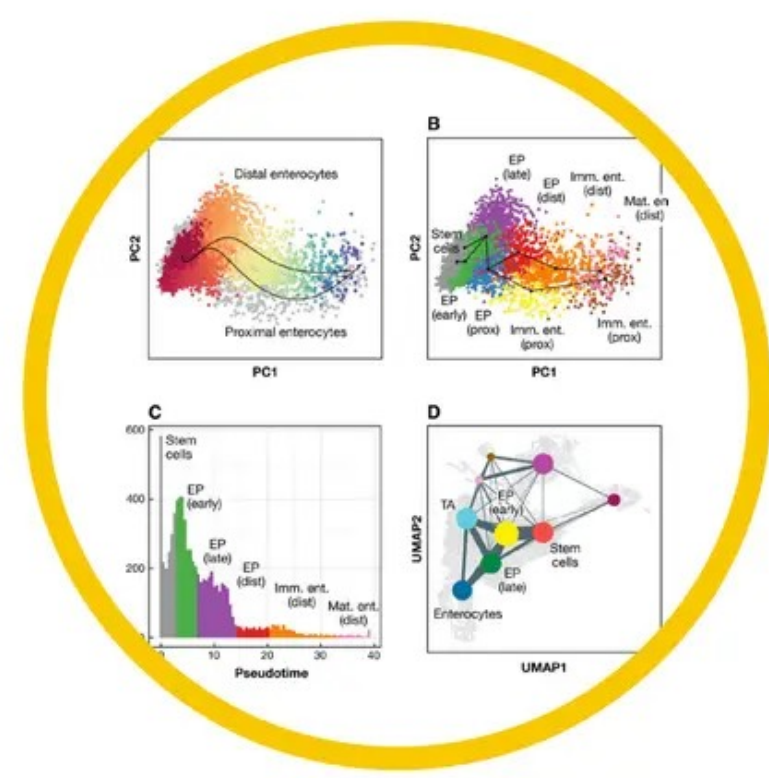 Distal enterocytes
Proximal enterocytes
PC2
PC1
B
EP
(late)
EP
(dist)
Imm. ent.
(dist)
Mat. en
(dist)
Stem
cells
EP
(early)
EP
(prox)
Imm. ent.
(prox)
Imm. ent.
(prox)
PC2
PC1
C
600
400
200
Stem
cells
EP
(early)
EP
(late)
EP
(dist)
Imm. ent.
(dist)
Mat. ent.
(dist)
10
20
30
40
Pseudotime
D
TA
EP
(early)
Stem
cells
EP
(late)
Enterocytes
UMAP2
UMAP1